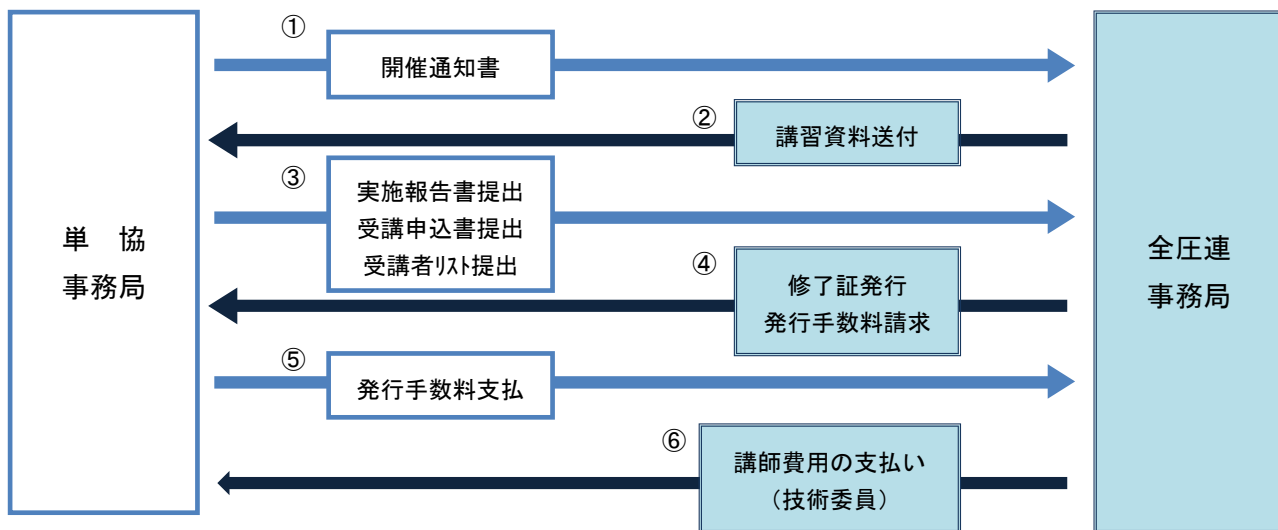 単　協
事務局
①
開催通知書
②
講習資料送付
③
実施報告書提出
受講申込書提出
受講者ﾘｽﾄ提出
④
修了証発行
発行手数料請求
⑤
発行手数料支払
⑥
講師費用の支払い
（技術委員）
全圧連
事務局